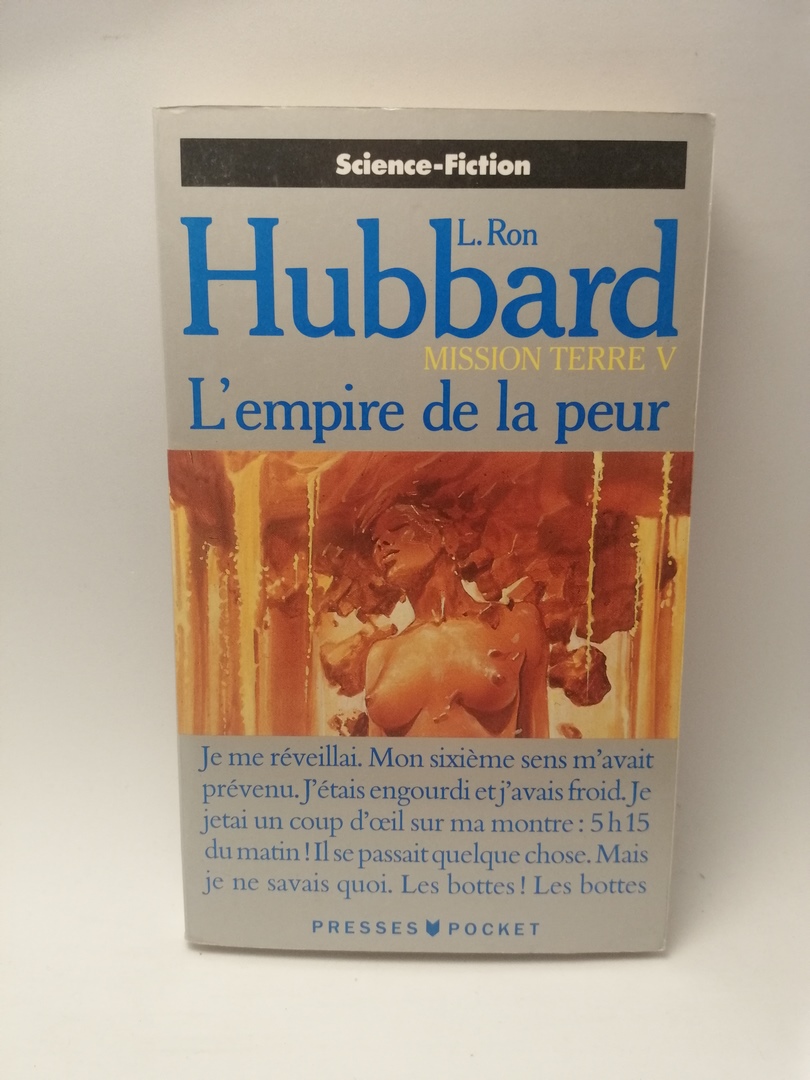 Science-Fiction
L. Ron
Hubbard
MISSION TERRE V
L'empire de la peur
Je me réveillai. Mon sixième sens m'avait
prévenu. J'étais engourdi et j'avais froid. Je
jetai un coup d'œil sur ma montre : 5 h 15
du matin ! Il se passait quelque chose. Mais
je ne savais quoi. Les bottes ! Les bottes
PRESSES POCKET